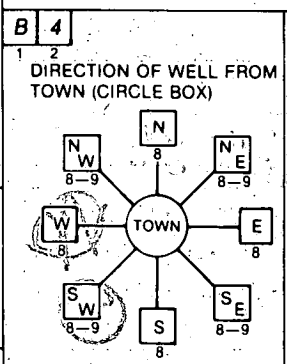 B 4
1 2
DIRECTION OF WELL FROM
TOWN (CIRCLE BOX)
N
8
N W
8–9
N E
8–9
W
8
TOWN
E
8
S W
8–9
S
8
S E
8–9